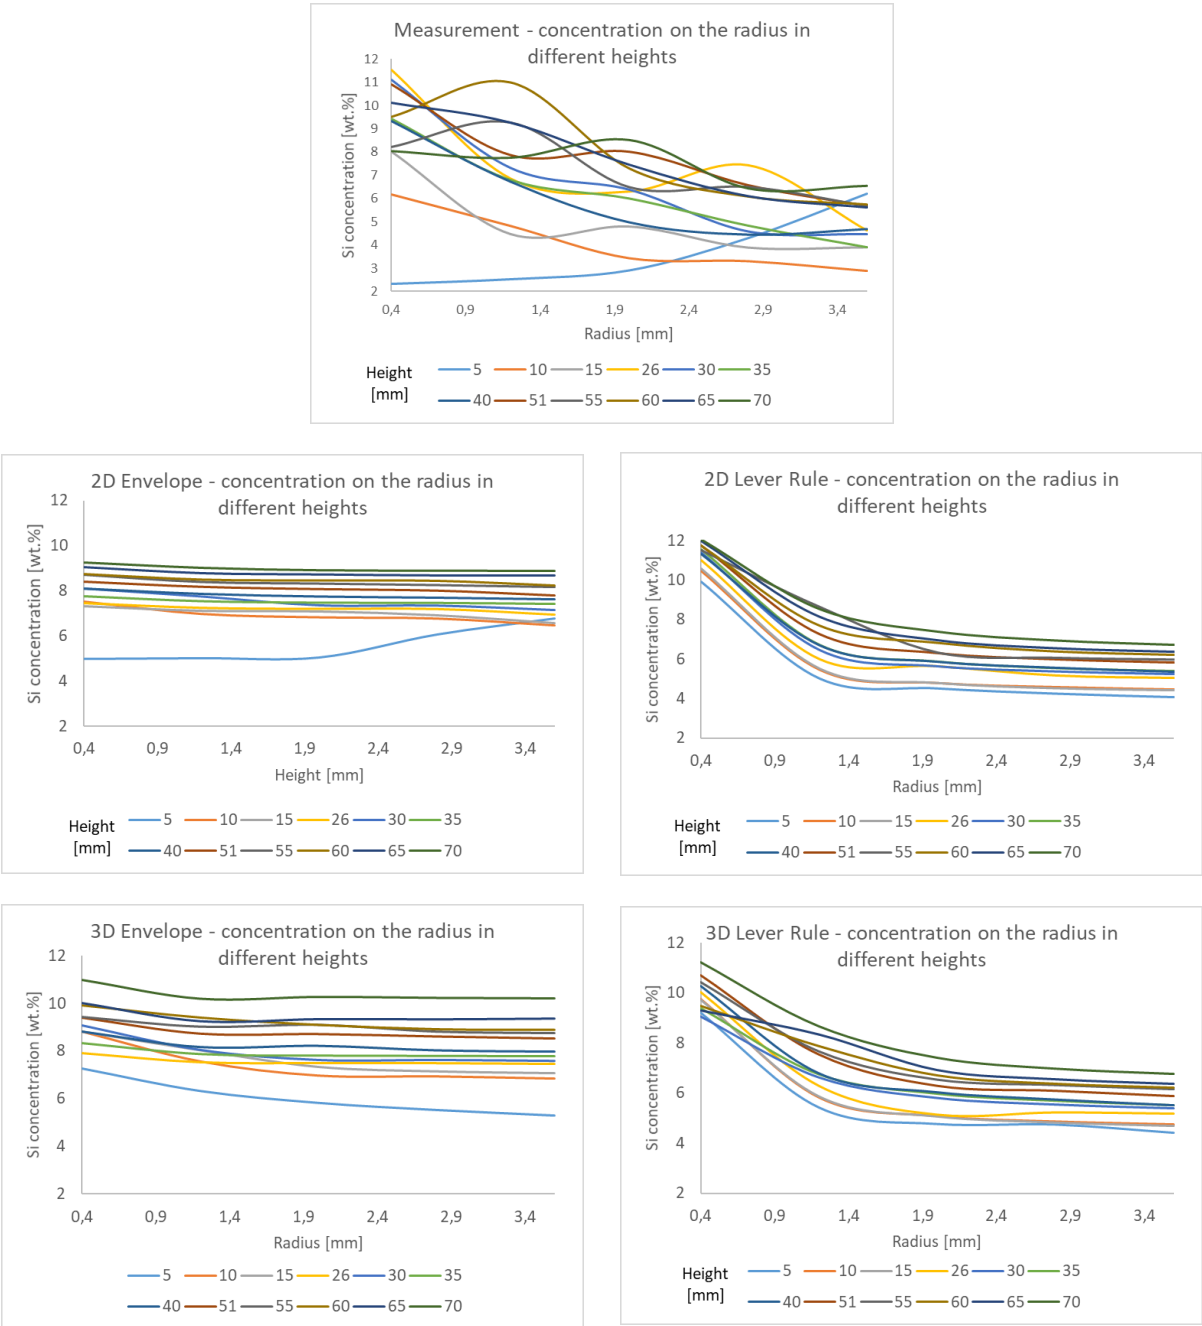 Measurement - concentration on the radius in
different heights
Si concentration [wt.%]
12
11
10
9
8
7
6
5
4
3
2
0,4 0,9 1,4 1,9 2,4 2,9 3,4
Radius [mm]
Height
[mm]
5 10 15 26 30 35
40 51 55 60 65 70
2D Envelope - concentration on the radius in
different heights
Si concentration [wt.%]
12
10
8
6
4
2
0,4 0,9 1,4 1,9 2,4 2,9 3,4
Height [mm]
Height
[mm]
5 10 15 26 30 35
40 51 55 60 65 70
2D Lever Rule - concentration on the radius in
different heights
Si concentration [wt.%]
12
10
8
6
4
2
0,4 0,9 1,4 1,9 2,4 2,9 3,4
Radius [mm]
Height
[mm]
5 10 15 26 30 35
40 51 55 60 65 70
3D Envelope - concentration on the radius in
different heights
Si concentration [wt.%]
12
10
8
6
4
2
0,4 0,9 1,4 1,9 2,4 2,9 3,4
Radius [mm]
5 10 15 26 30 35
40 51 55 60 65 70
3D Lever Rule - concentration on the radius in
different heights
Si concentration [wt.%]
12
10
8
6
4
2
0,4 0,9 1,4 1,9 2,4 2,9 3,4
Radius [mm]
Height
[mm]
5 10 15 26 30 35
40 51 55 60 65 70